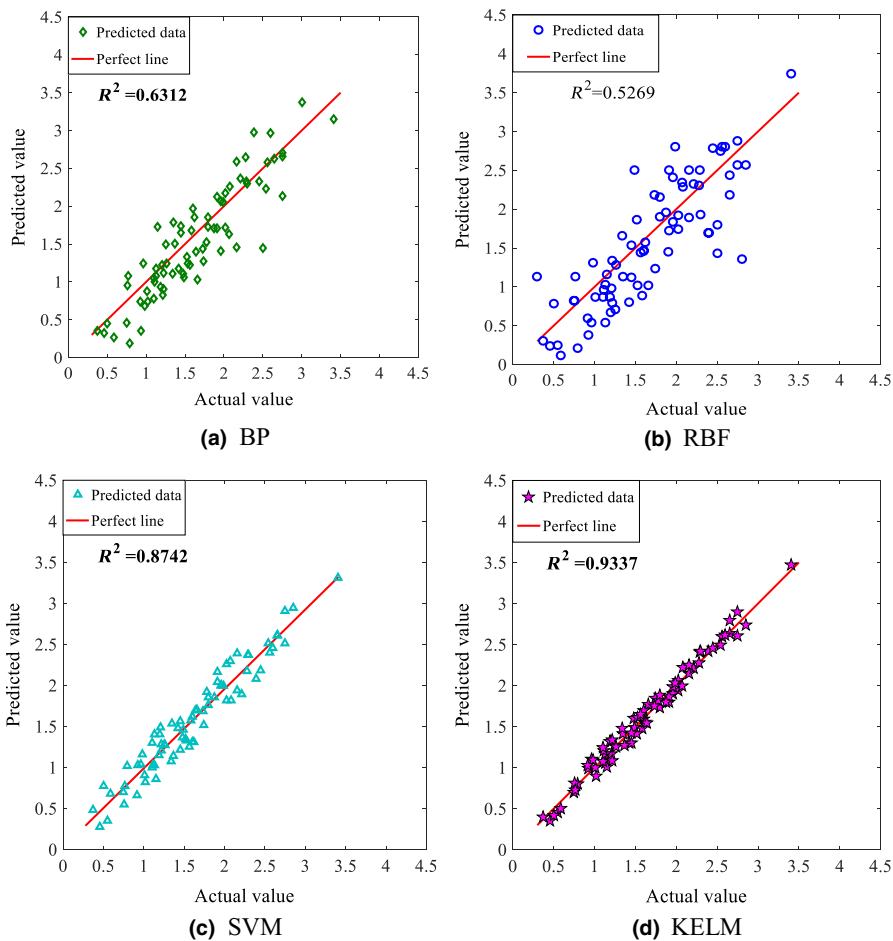 4.5
4
3.5
3
2.5
2
1.5
1
0.5
0
Predicted value
Predicted data
Perfect line
R² =0.6312
0 0.5 1 1.5 2 2.5 3 3.5 4 4.5
Actual value
(a) BP
4.5
4
3.5
3
2.5
2
1.5
1
0.5
0
Predicted value
Predicted data
Perfect line
R² =0.5269
0 0.5 1 1.5 2 2.5 3 3.5 4 4.5
Actual value
(b) RBF
4.5
4
3.5
3
2.5
2
1.5
1
0.5
0
Predicted value
Predicted data
Perfect line
R² =0.8742
0 0.5 1 1.5 2 2.5 3 3.5 4 4.5
Actual value
(c) SVM
4.5
4
3.5
3
2.5
2
1.5
1
0.5
0
Predicted value
Predicted data
Perfect line
R² =0.9337
0 0.5 1 1.5 2 2.5 3 3.5 4 4.5
Actual value
(d) KELM